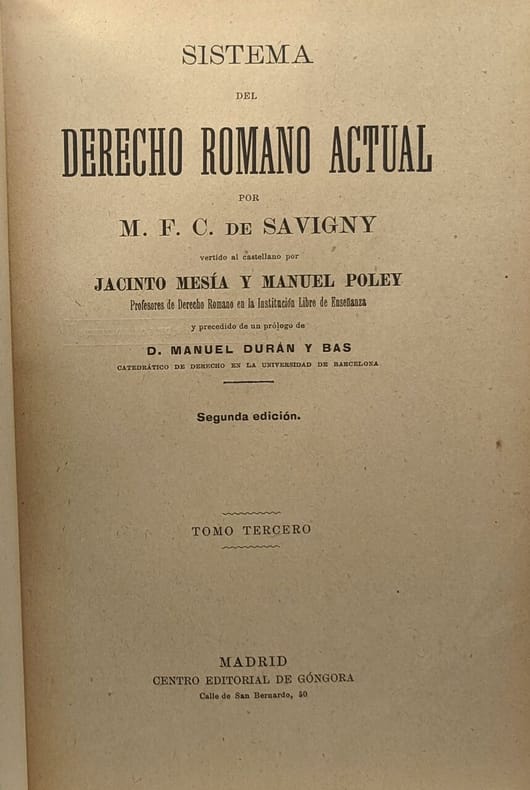 SISTEMA
DEL
DERECHO ROMANO ACTUAL
POR
M. F. C. DE SAVIGNY
vertido al castellano por
JACINTO MESÍA Y MANUEL POLEY
Profesores de Derecho Romano en la Institución Libre de Enseñanza
y precedido de un prólogo de
D. MANUEL DURÁN Y BAS
CATEDRÁTICO DE DERECHO EN LA UNIVERSIDAD DE BARCELONA
Segunda edición.
TOMO TERCERO
MADRID
CENTRO EDITORIAL DE GÓNGORA
Calle de San Bernardo, 50